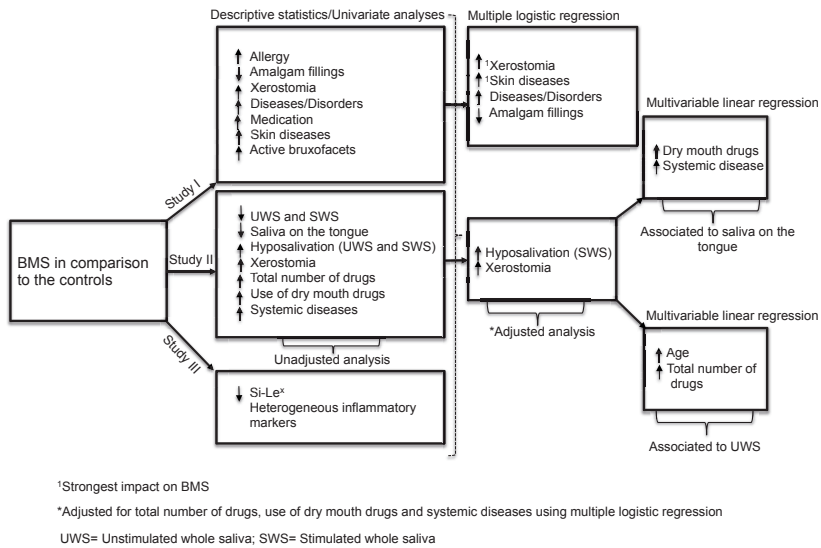 Descriptive statistics/Univariate analyses
Multiple logistic regression
Allergy
Amalgam fillings
Xerostomia
Diseases/Disorders
Medication
Skin diseases
Active bruxofacets
¹Xerostomia
¹Skin diseases
Diseases/Disorders
Amalgam fillings
Multivariable linear regression
Dry mouth drugs
Systemic disease
Associated to saliva on the
tongue
Study I
BMS in comparison
to the controls
Study II
UWS and SWS
Saliva on the tongue
Hyposalivation (UWS and SWS)
Xerostomia
Total number of drugs
Use of dry mouth drugs
Systemic diseases
Unadjusted analysis
Hyposalivation (SWS)
Xerostomia
*Adjusted analysis
Multivariable linear regression
Age
Total number of
drugs
Associated to UWS
Study III
Si-Leˣ
Heterogeneous inflammatory
markers
¹Strongest impact on BMS
*Adjusted for total number of drugs, use of dry mouth drugs and systemic diseases using multiple logistic regression
UWS= Unstimulated whole saliva; SWS= Stimulated whole saliva